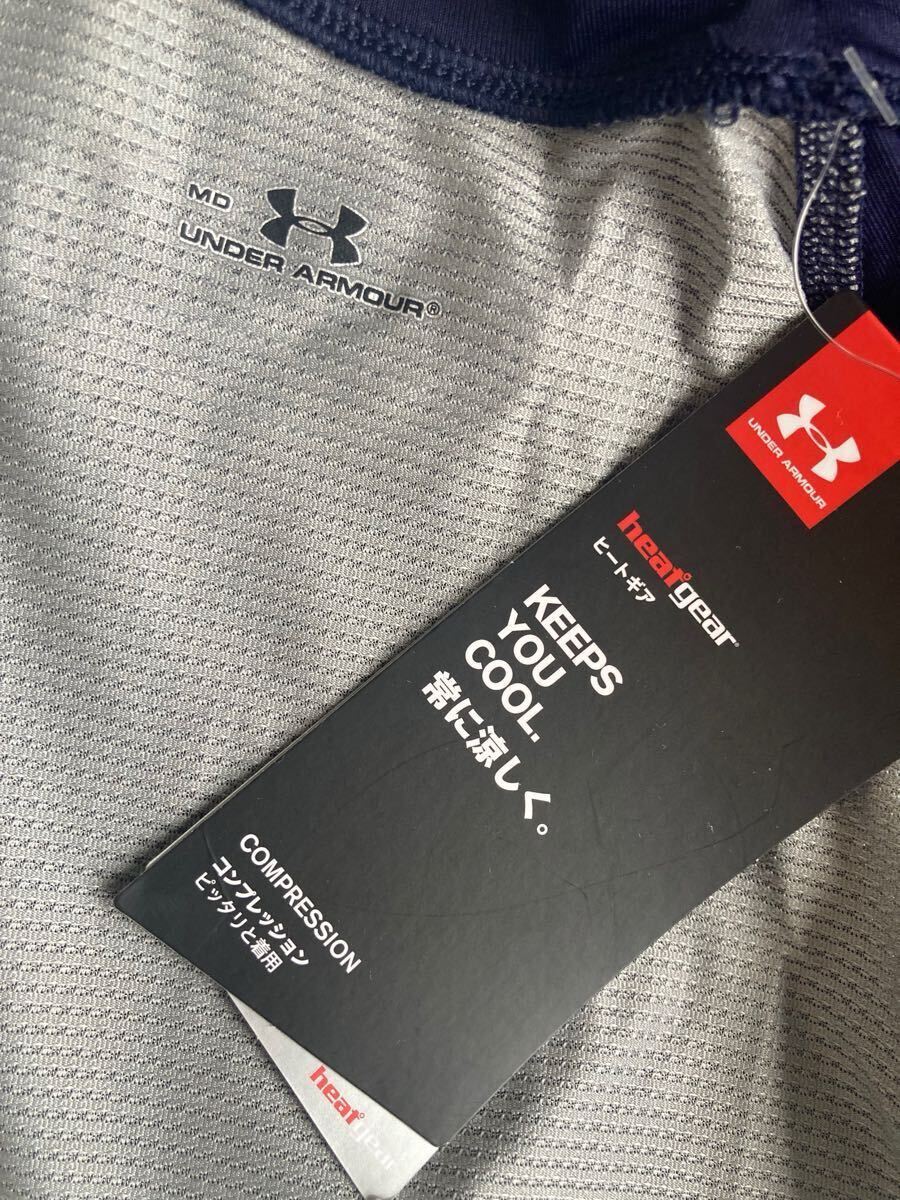 MD
UNDER ARMOUR®
UNDER ARMOUR
heatgear®
ヒートギア
KEEPS
YOU
COOL.
常に涼しく。
COMPRESSION
コンプレッション
ピッタリと着用
heatgear